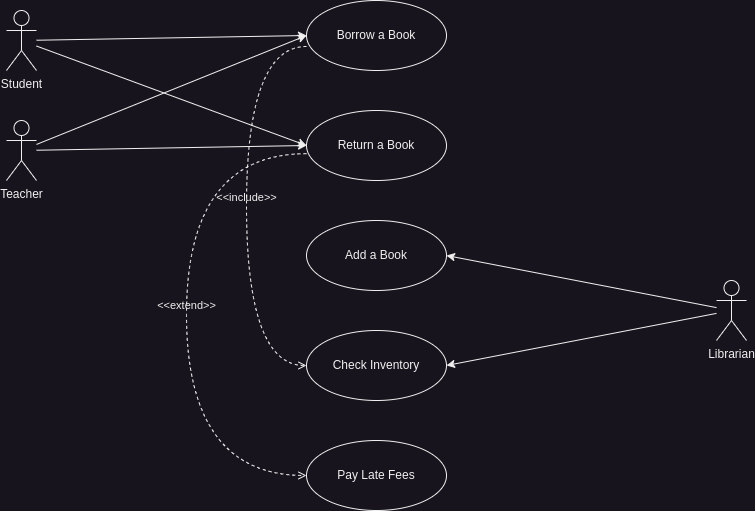 Borrow a Book
Student
Return a Book
Teacher
<<include>>
Add a Book
<<extend>>
Librarian
Check Inventory
Pay Late Fees